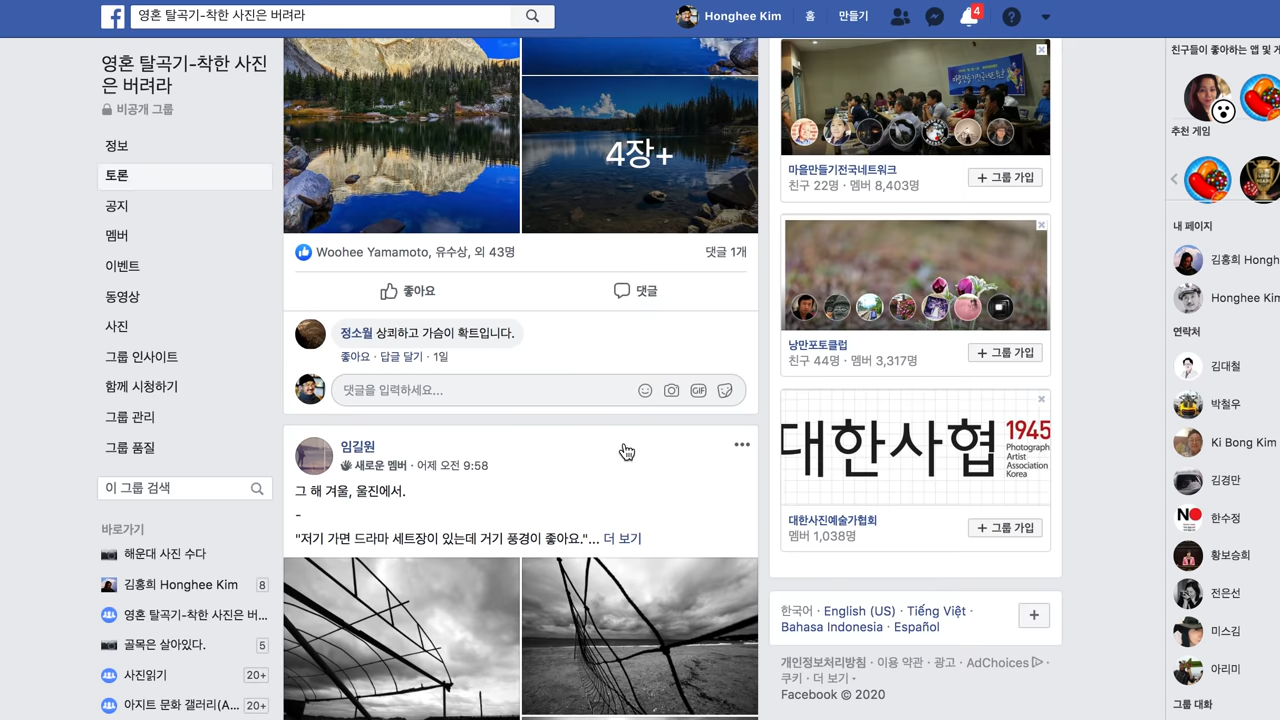 영혼 탈곡기-착한 사진은 버려라
Honghee Kim
홈
만들기
4
영혼 탈곡기-착한 사진
은 버려라
비공개 그룹
정보
토론
공지
멤버
이벤트
동영상
사진
그룹 인사이트
함께 시청하기
그룹 관리
그룹 품질
이 그룹 검색
바로가기
해운대 사진 수다
김홍희 Honghee Kim 8
영혼 탈곡기-착한 사진은 버...
골목은 살아있다. 5
사진읽기 20+
아지트 문화 갤러리(A... 20+
4장+
Woohee Yamamoto, 유수상, 외 43명
댓글 1개
좋아요
댓글
정소월 상쾨하고 가슴이 확트입니다.
좋아요 · 답글 달기 · 1일
댓글을 입력하세요...
GIF
임길원
새로운 멤버 · 어제 오전 9:58
그 해 겨울, 울진에서.
-
"저기 가면 드라마 세트장이 있는데 거기 풍경이 좋아요."... 더 보기
마을만들기전국네트워크
친구 22명 · 멤버 8,403명
+ 그룹 가입
낭만포토클럽
친구 44명 · 멤버 3,317명
+ 그룹 가입
대한사협
1945
Photograph
Artist
Association
Korea
대한사진예술가협회
멤버 1,038명
+ 그룹 가입
한국어 · English (US) · Tiếng Việt ·
Bahasa Indonesia · Español
개인정보처리방침 · 이용 약관 · 광고 · AdChoices ·
쿠키 · 더 보기
Facebook © 2020
친구들이 좋아하는 앱 및 게
추천 게임
내 페이지
김홍희 Hongh
Honghee Kim
연락처
김대철
박철우
Ki Bong Kim
김경만
NO
한수정
황보승희
전은선
미스김
아리미
그룹 대화